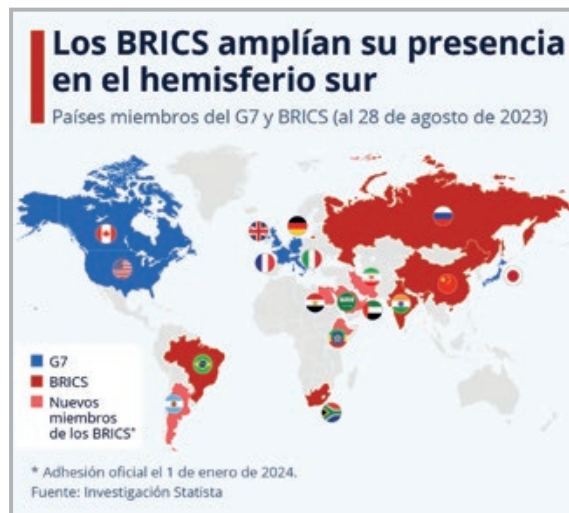 Los BRICS amplían su presencia
en el hemisferio sur
Países miembros del G7 y BRICS (al 28 de agosto de 2023)
G7
BRICS
Nuevos
miembros
de los BRICS*
* Adhesión oficial el 1 de enero de 2024.
Fuente: Investigación Statista